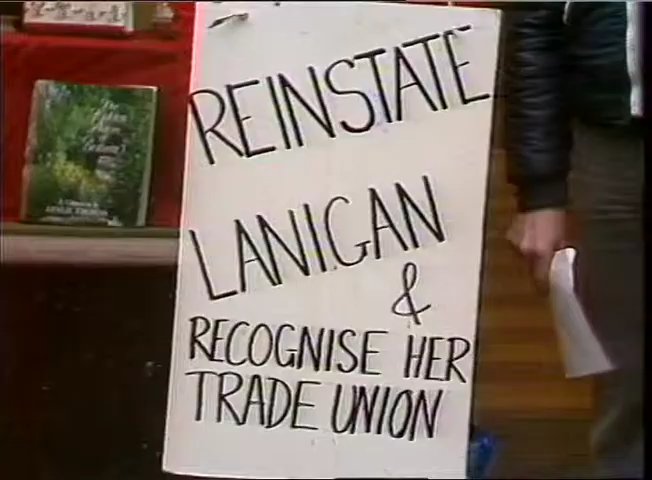 REINSTATE
LANIGAN
&
RECOGNISE HER
TRADE UNION